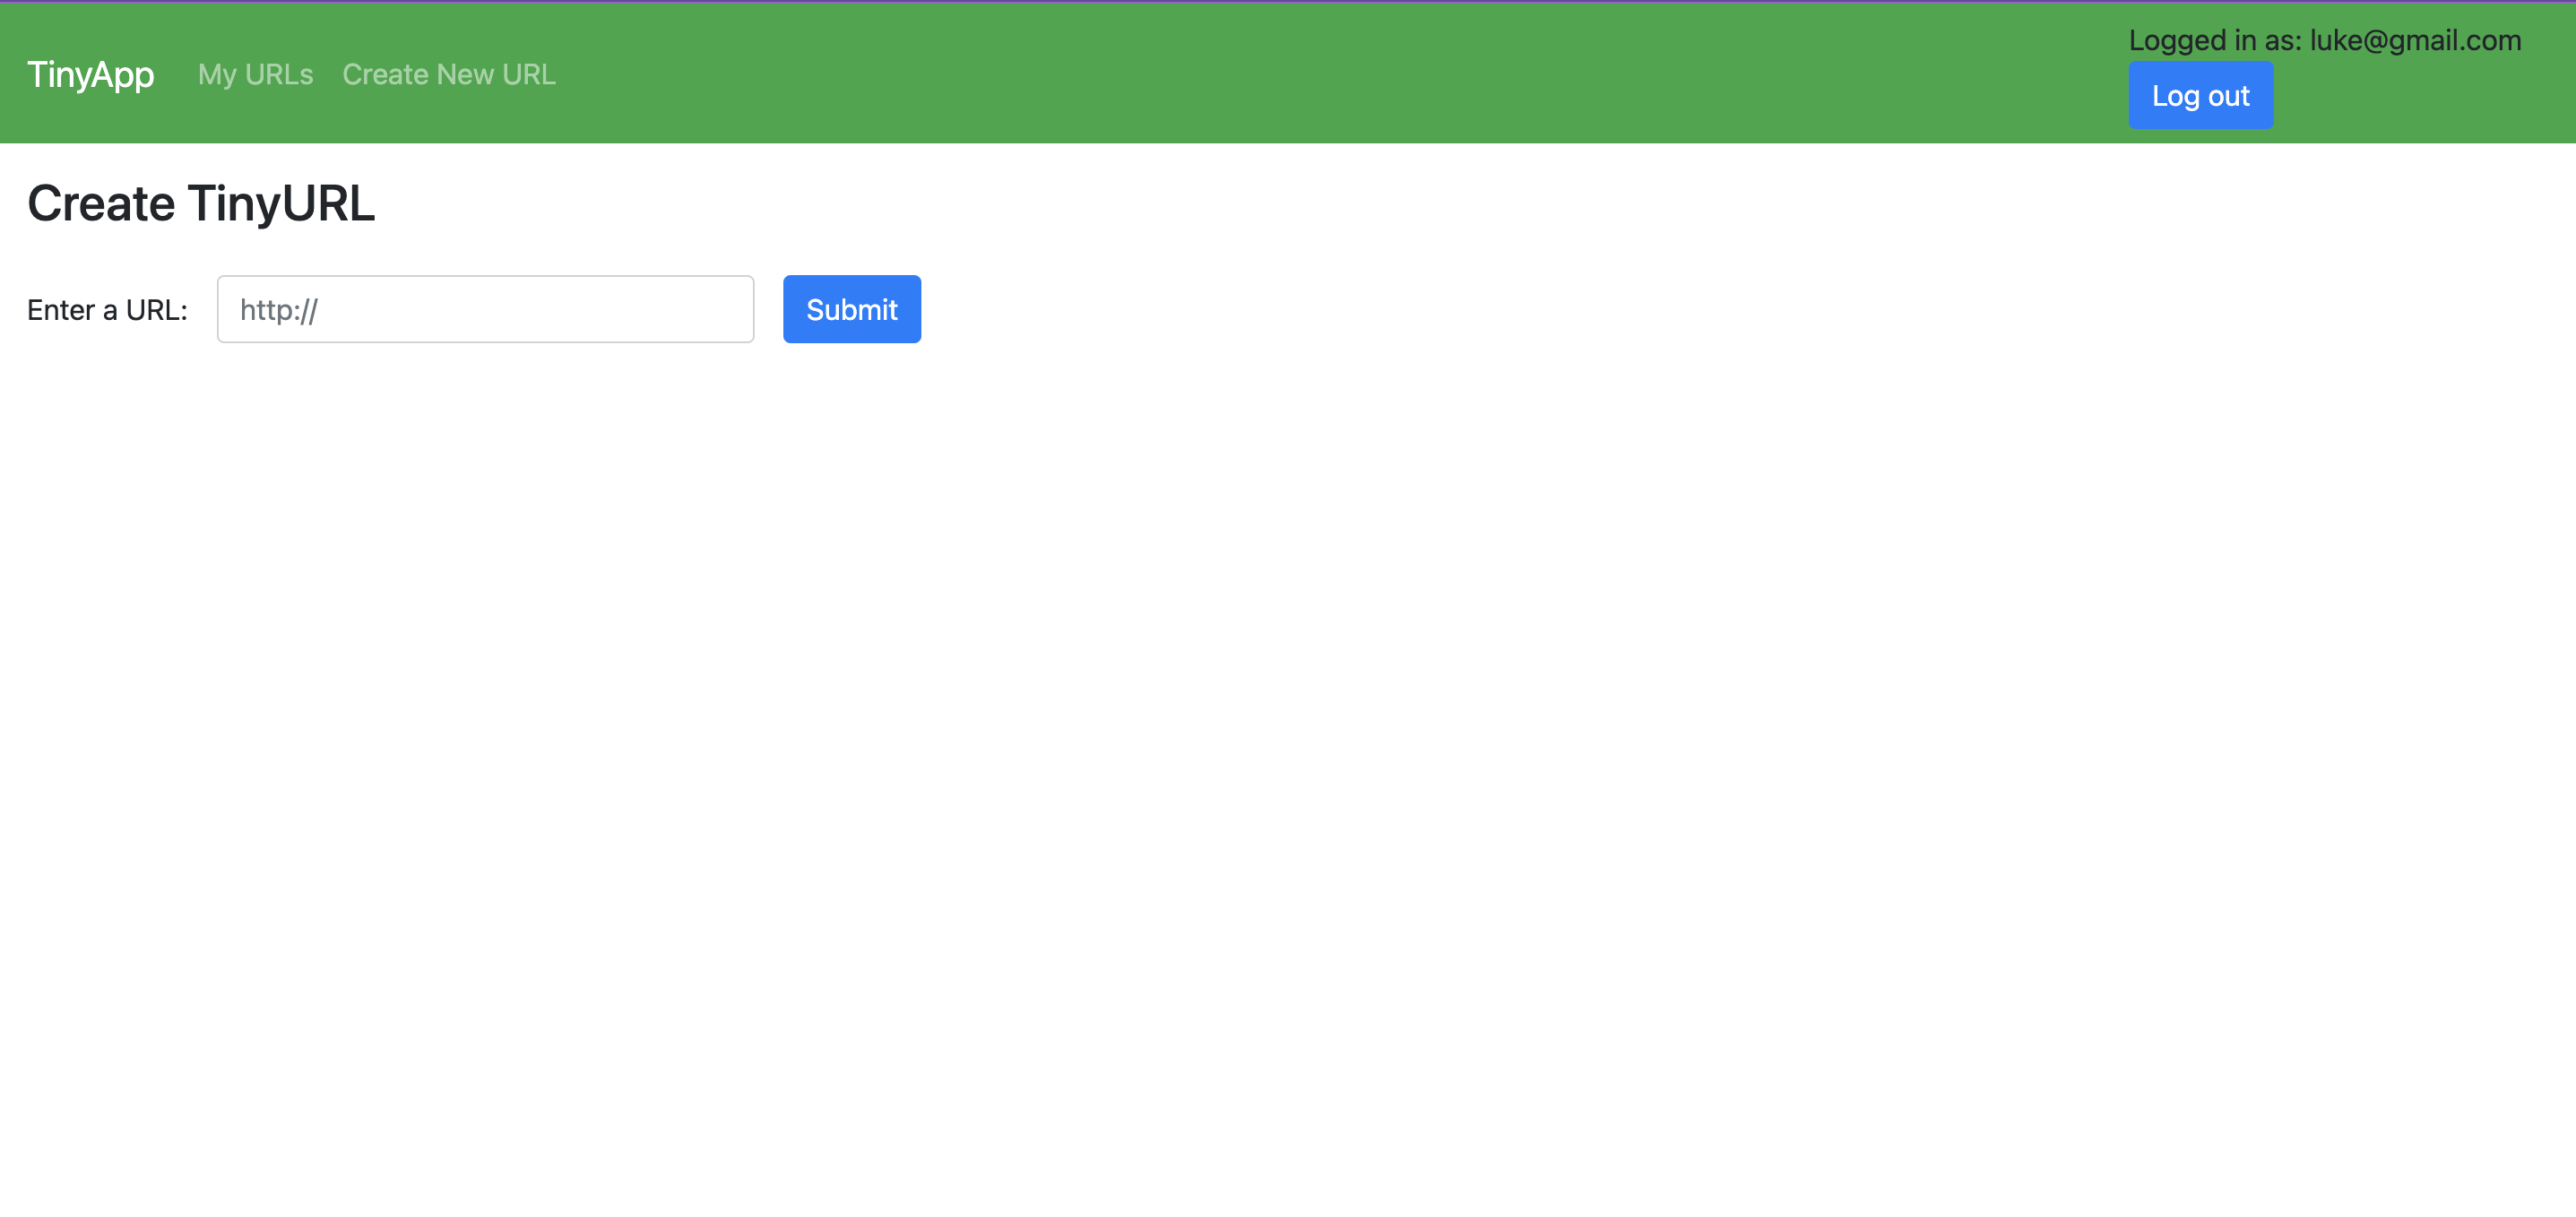 TinyApp My URLs Create New URL
Logged in as: luke@gmail.com
Log out
Create TinyURL
Enter a URL: http:// Submit